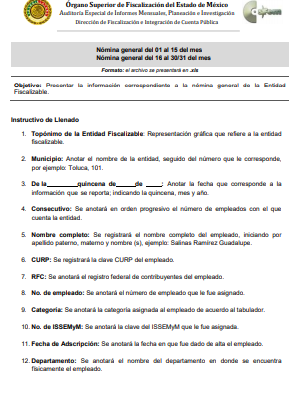 Órgano Superior de Fiscalización del Estado de México
Auditoría Especial de Informes Mensuales, Planeación e Investigación
Dirección de Fiscalización e Integración de Cuenta Pública
Nómina general del 01 al 15 del mes
Nómina general del 16 al 30/31 del mes
Formato: el archivo se presentará en .xls
Objetivo: Presentar la información correspondiente a la nómina general de la Entidad
Fiscalizable.
Instructivo de Llenado
1. Topónimo de la Entidad Fiscalizable: Representación gráfica que refiere a la entidad
fiscalizable.
2. Municipio: Anotar el nombre de la entidad, seguido del número que le corresponde,
por ejemplo: Toluca, 101.
3. De la_____quincena de_____de _____: Anotar la fecha que corresponde a la
información que se reporta; indicando la quincena, mes y año.
4. Consecutivo: Se anotará en orden progresivo el número de empleados con el que
cuenta la entidad.
5. Nombre completo: Se registrará el nombre completo del empleado, iniciando por
apellido paterno, materno y nombre (s), ejemplo: Salinas Ramírez Guadalupe.
6. CURP: Se registrará la clave CURP del empleado.
7. RFC: Se anotará el registro federal de contribuyentes del empleado.
8. No. de empleado: Se anotará el número de empleado que le fue asignado.
9. Categoría: Se anotará la categoría asignada al empleado de acuerdo al tabulador.
10. No. de ISSEMyM: Se anotará la clave del ISSEMyM que le fue asignada.
11. Fecha de Adscripción: Se anotará la fecha en que fue dado de alta el empleado.
12. Departamento: Se anotará el nombre del departamento en donde se encuentra
físicamente el empleado.